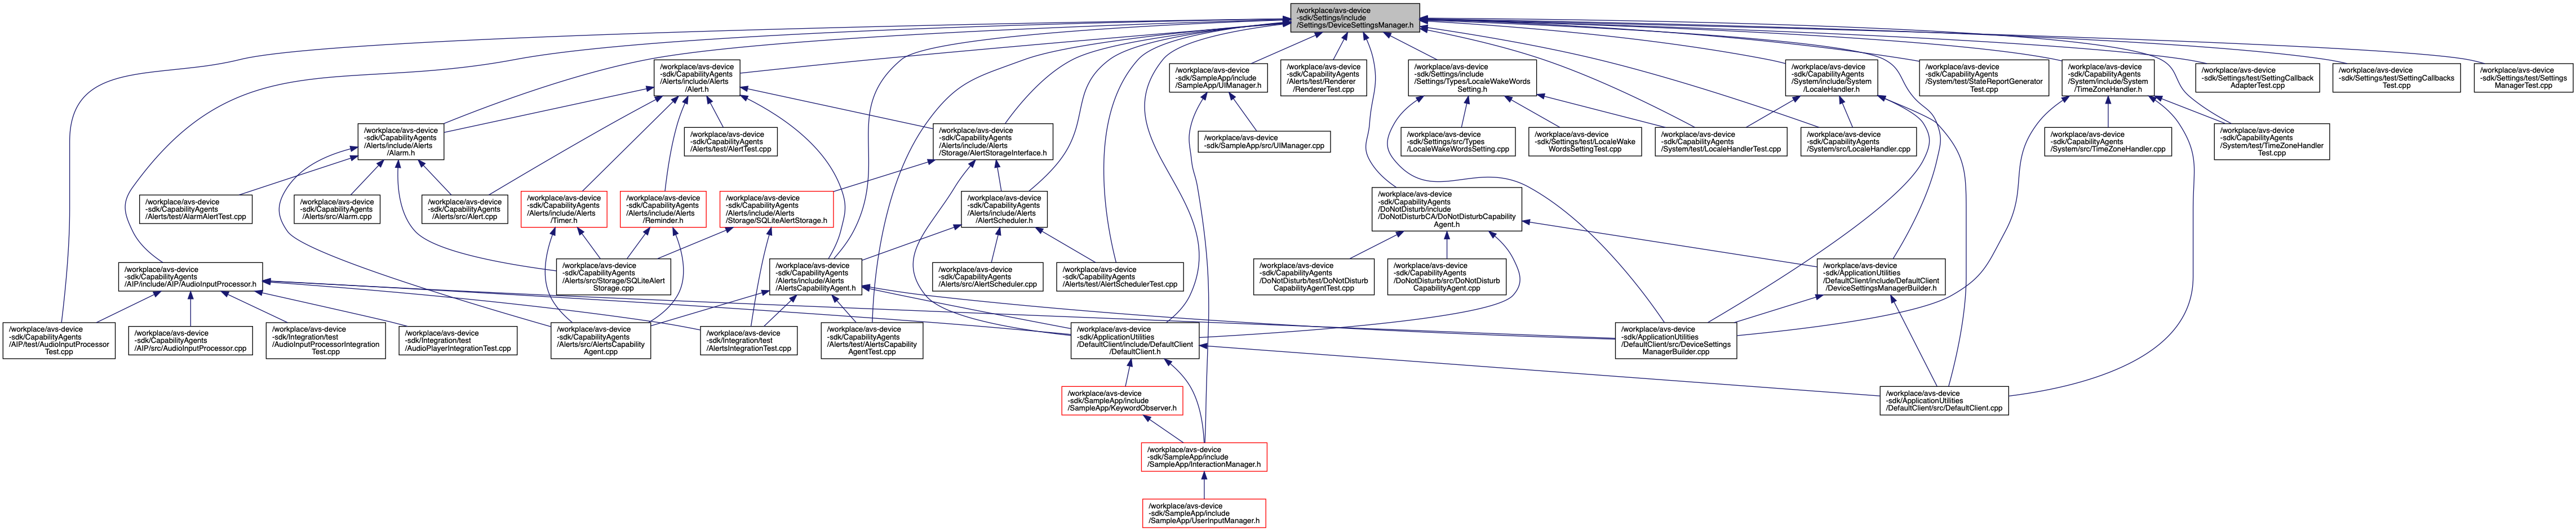 /workplace/avs-device
-sdk/Settings/include
/Settings/DeviceSettingsManager.h
/workplace/avs-device
-sdk/CapabilityAgents
/Alerts/include/Alerts
/Alert.h
/workplace/avs-device
-sdk/SampleApp/include
/SampleApp/UIManager.h
/workplace/avs-device
-sdk/CapabilityAgents
/Alerts/test/Renderer
/RendererTest.cpp
/workplace/avs-device
-sdk/Settings/include
/Settings/Types/LocaleWakeWords
Setting.h
/workplace/avs-device
-sdk/CapabilityAgents
/System/include/System
/LocaleHandler.h
/workplace/avs-device
-sdk/CapabilityAgents
/System/test/StateReportGenerator
Test.cpp
/workplace/avs-device
-sdk/CapabilityAgents
/System/include/System
/TimeZoneHandler.h
/workplace/avs-device
-sdk/Settings/test/SettingCallback
AdapterTest.cpp
/workplace/avs-device
-sdk/Settings/test/SettingCallbacks
Test.cpp
/workplace/avs-device
-sdk/Settings/test/Settings
ManagerTest.cpp
/workplace/avs-device
-sdk/CapabilityAgents
/Alerts/include/Alerts
/Alarm.h
/workplace/avs-device
-sdk/CapabilityAgents
/Alerts/test/AlertTest.cpp
/workplace/avs-device
-sdk/CapabilityAgents
/Alerts/include/Alerts
/Storage/AlertStorageInterface.h
/workplace/avs-device
-sdk/SampleApp/src/UIManager.cpp
/workplace/avs-device
-sdk/Settings/src/Types
/LocaleWakeWordsSetting.cpp
/workplace/avs-device
-sdk/Settings/test/LocaleWake
WordsSettingTest.cpp
/workplace/avs-device
-sdk/CapabilityAgents
/System/test/LocaleHandlerTest.cpp
/workplace/avs-device
-sdk/CapabilityAgents
/System/src/LocaleHandler.cpp
/workplace/avs-device
-sdk/CapabilityAgents
/System/src/TimeZoneHandler.cpp
/workplace/avs-device
-sdk/CapabilityAgents
/System/test/TimeZoneHandler
Test.cpp
/workplace/avs-device
-sdk/CapabilityAgents
/Alerts/test/AlarmAlertTest.cpp
/workplace/avs-device
-sdk/CapabilityAgents
/Alerts/src/Alarm.cpp
/workplace/avs-device
-sdk/CapabilityAgents
/Alerts/src/Alert.cpp
/workplace/avs-device
-sdk/CapabilityAgents
/Alerts/include/Alerts
/Timer.h
/workplace/avs-device
-sdk/CapabilityAgents
/Alerts/include/Alerts
/Reminder.h
/workplace/avs-device
-sdk/CapabilityAgents
/Alerts/include/Alerts
/Storage/SQLiteAlertStorage.h
/workplace/avs-device
-sdk/CapabilityAgents
/Alerts/include/Alerts
/AlertScheduler.h
/workplace/avs-device
-sdk/CapabilityAgents
/DoNotDisturb/include
/DoNotDisturbCA/DoNotDisturbCapability
Agent.h
/workplace/avs-device
-sdk/CapabilityAgents
/AIP/include/AIP/AudioInputProcessor.h
/workplace/avs-device
-sdk/CapabilityAgents
/Alerts/src/Storage/SQLiteAlert
Storage.cpp
/workplace/avs-device
-sdk/CapabilityAgents
/Alerts/include/Alerts
/AlertsCapabilityAgent.h
/workplace/avs-device
-sdk/CapabilityAgents
/Alerts/src/AlertScheduler.cpp
/workplace/avs-device
-sdk/CapabilityAgents
/Alerts/test/AlertSchedulerTest.cpp
/workplace/avs-device
-sdk/CapabilityAgents
/DoNotDisturb/test/DoNotDisturb
CapabilityAgentTest.cpp
/workplace/avs-device
-sdk/CapabilityAgents
/DoNotDisturb/src/DoNotDisturb
CapabilityAgent.cpp
/workplace/avs-device
-sdk/ApplicationUtilities
/DefaultClient/include/DefaultClient
/DeviceSettingsManagerBuilder.h
/workplace/avs-device
-sdk/CapabilityAgents
/AIP/test/AudioInputProcessor
Test.cpp
/workplace/avs-device
-sdk/CapabilityAgents
/AIP/src/AudioInputProcessor.cpp
/workplace/avs-device
-sdk/Integration/test
/AudioInputProcessorIntegration
Test.cpp
/workplace/avs-device
-sdk/Integration/test
/AudioPlayerIntegrationTest.cpp
/workplace/avs-device
-sdk/CapabilityAgents
/Alerts/src/AlertsCapability
Agent.cpp
/workplace/avs-device
-sdk/Integration/test
/AlertsIntegrationTest.cpp
/workplace/avs-device
-sdk/CapabilityAgents
/Alerts/test/AlertsCapability
AgentTest.cpp
/workplace/avs-device
-sdk/ApplicationUtilities
/DefaultClient/include/DefaultClient
/DefaultClient.h
/workplace/avs-device
-sdk/ApplicationUtilities
/DefaultClient/src/DeviceSettings
ManagerBuilder.cpp
/workplace/avs-device
-sdk/SampleApp/include
/SampleApp/KeywordObserver.h
/workplace/avs-device
-sdk/ApplicationUtilities
/DefaultClient/src/DefaultClient.cpp
/workplace/avs-device
-sdk/SampleApp/include
/SampleApp/InteractionManager.h
/workplace/avs-device
-sdk/SampleApp/include
/SampleApp/UserInputManager.h